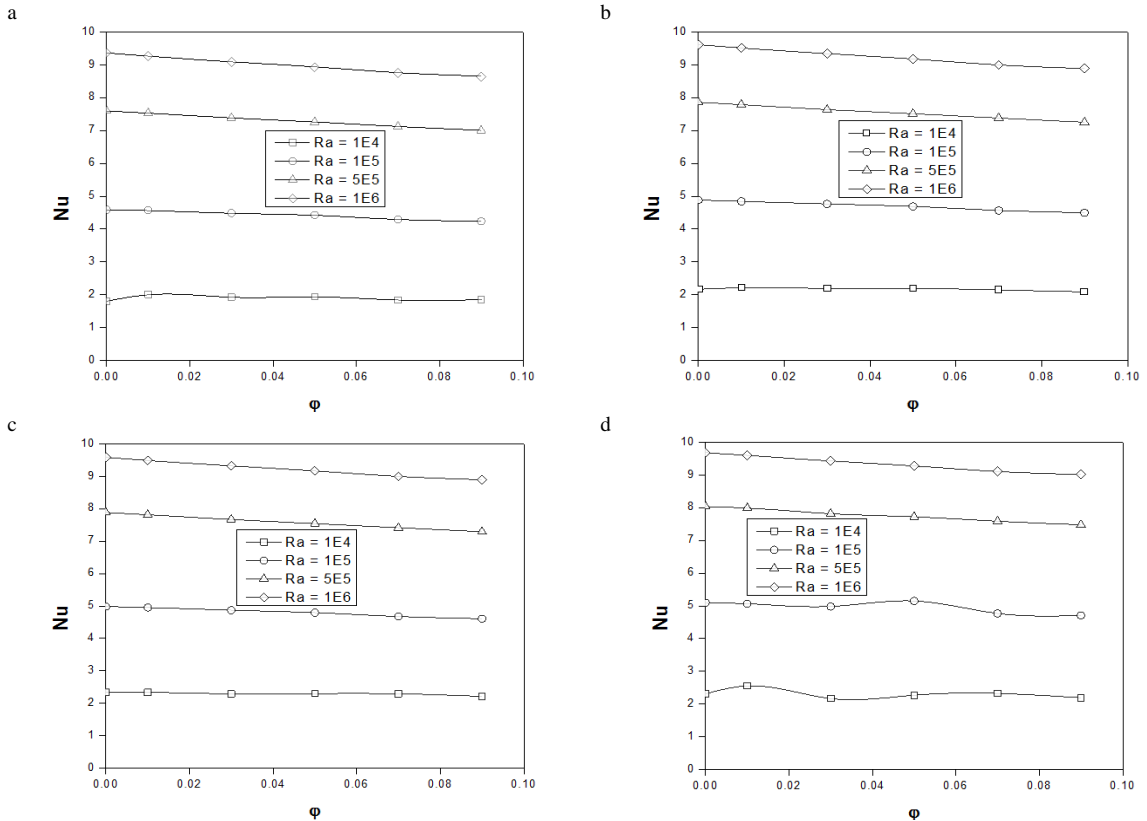 a
10
9
8
7
6
5
4
3
2
1
0
Nu
0.00 0.02 0.04 0.06 0.08 0.10
φ
Ra = 1E4
Ra = 1E5
Ra = 5E5
Ra = 1E6
b
10
9
8
7
6
5
4
3
2
1
0
Nu
0.00 0.02 0.04 0.06 0.08 0.10
φ
Ra = 1E4
Ra = 1E5
Ra = 5E5
Ra = 1E6
c
10
9
8
7
6
5
4
3
2
1
0
Nu
0.00 0.02 0.04 0.06 0.08 0.10
φ
Ra = 1E4
Ra = 1E5
Ra = 5E5
Ra = 1E6
d
10
9
8
7
6
5
4
3
2
1
0
Nu
0.00 0.02 0.04 0.06 0.08 0.10
φ
Ra = 1E4
Ra = 1E5
Ra = 5E5
Ra = 1E6